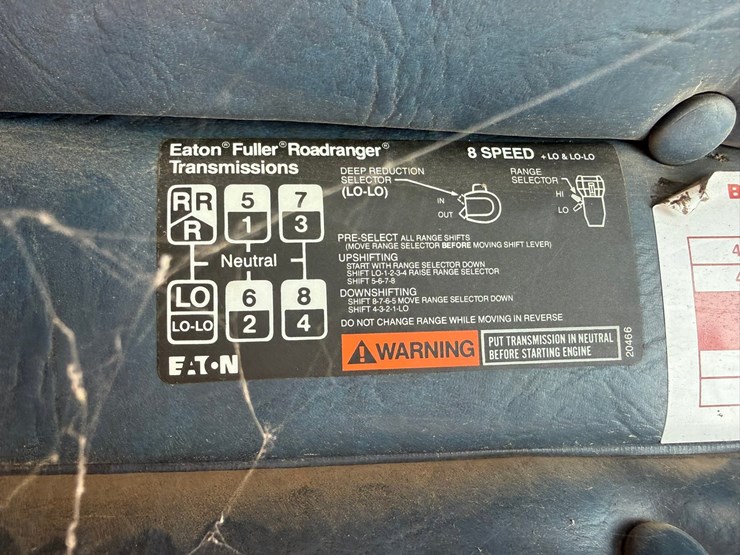 Eaton® Fuller® Roadranger®
Transmissions
8 SPEED + LO & LO-LO
R R R
5 1
7 3
Neutral
LO LO-LO
6 2
8 4
EAT•N
DEEP REDUCTION
SELECTOR
(LO-LO)
IN
OUT
RANGE
SELECTOR
HI
LO
PRE-SELECT ALL RANGE SHIFTS
(MOVE RANGE SELECTOR BEFORE MOVING SHIFT LEVER)
UPSHIFTING
START WITH RANGE SELECTOR DOWN
SHIFT LO-1-2-3-4 RAISE RANGE SELECTOR
SHIFT 5-6-7-8
DOWNSHIFTING
SHIFT 8-7-6-5 MOVE RANGE SELECTOR DOWN
SHIFT 4-3-2-1-LO
DO NOT CHANGE RANGE WHILE MOVING IN REVERSE
WARNING
PUT TRANSMISSION IN NEUTRAL
BEFORE STARTING ENGINE
20466
B
4